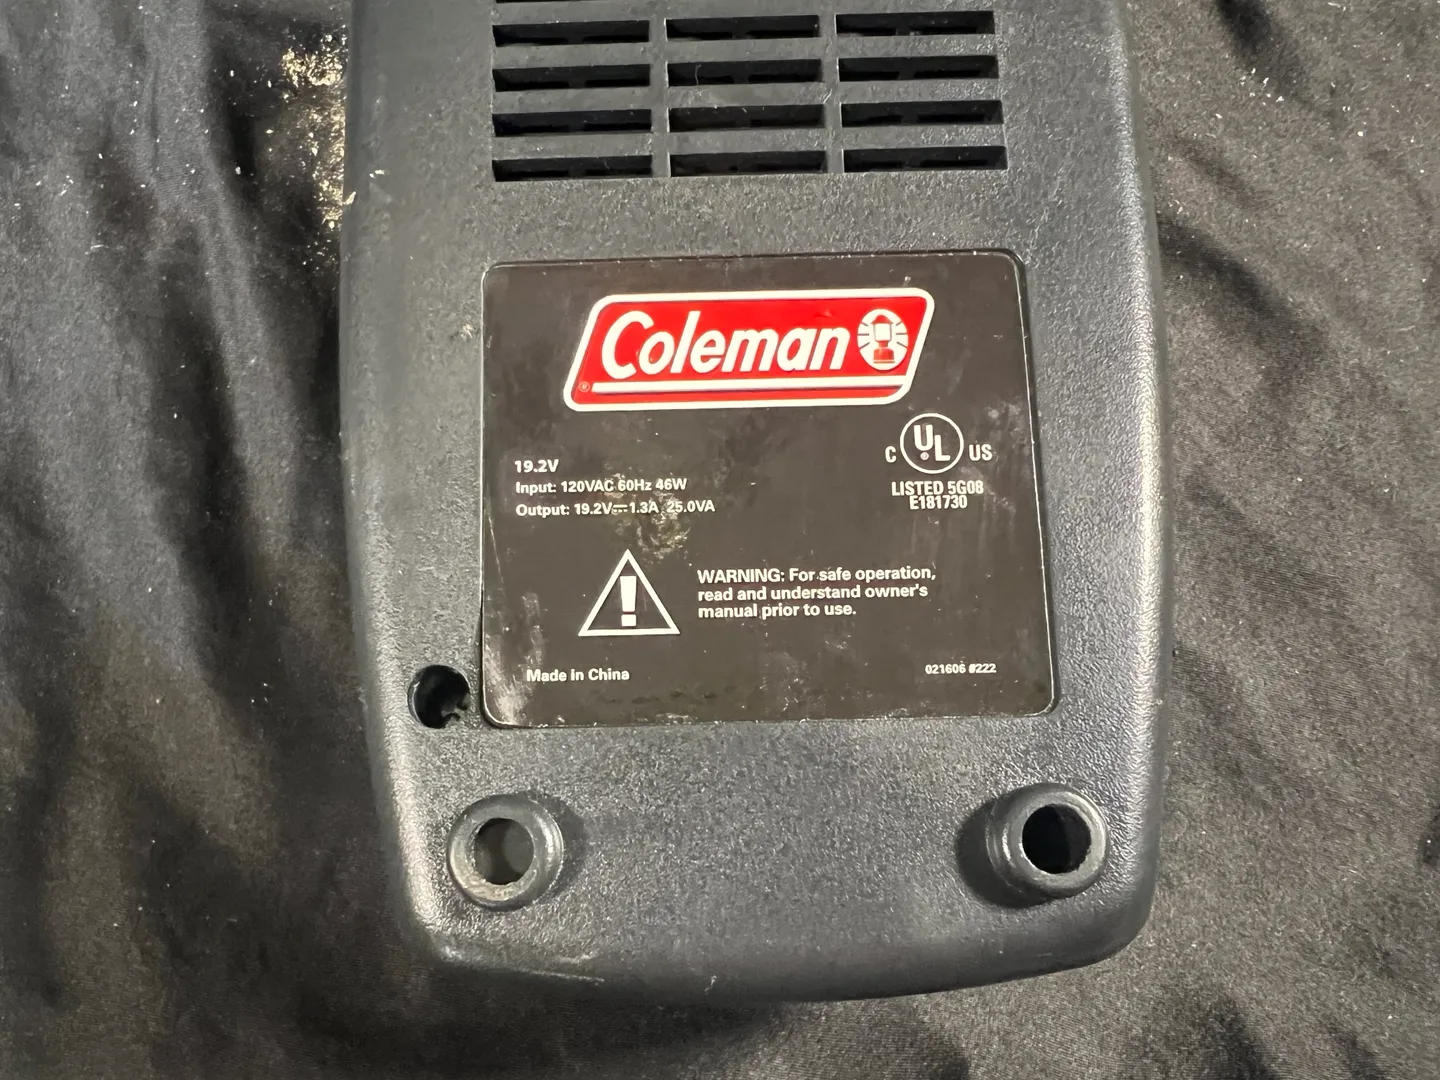 Coleman
®
C UL US
®
LISTED 5G08
E181730
19.2V
Input: 120VAC 60Hz 46W
Output: 19.2V⎓1.3A 25.0VA
WARNING: For safe operation,
read and understand owner's
manual prior to use.
Made in China
021606 #222